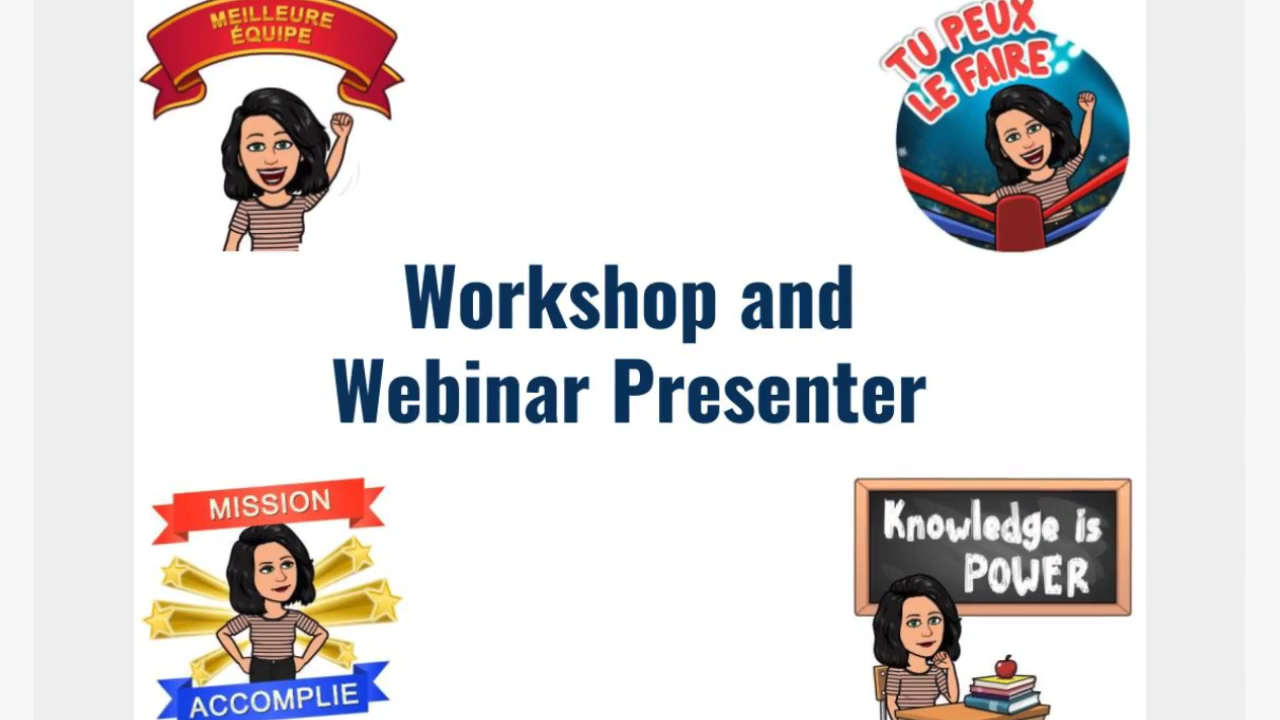 MEILLEURE
ÉQUIPE
TU PEUX
LE FAIRE
Workshop and
Webinar Presenter
MISSION
ACCOMPLIE
Knowledge is
POWER